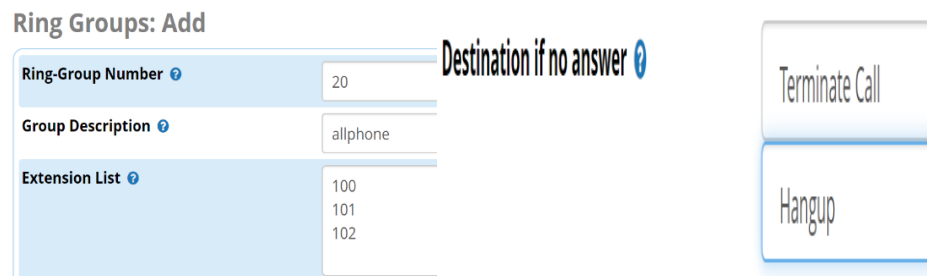 Ring Groups: Add
Ring-Group Number
20
Group Description
allphone
Extension List
100
101
102
Destination if no answer
Terminate Call
Hangup